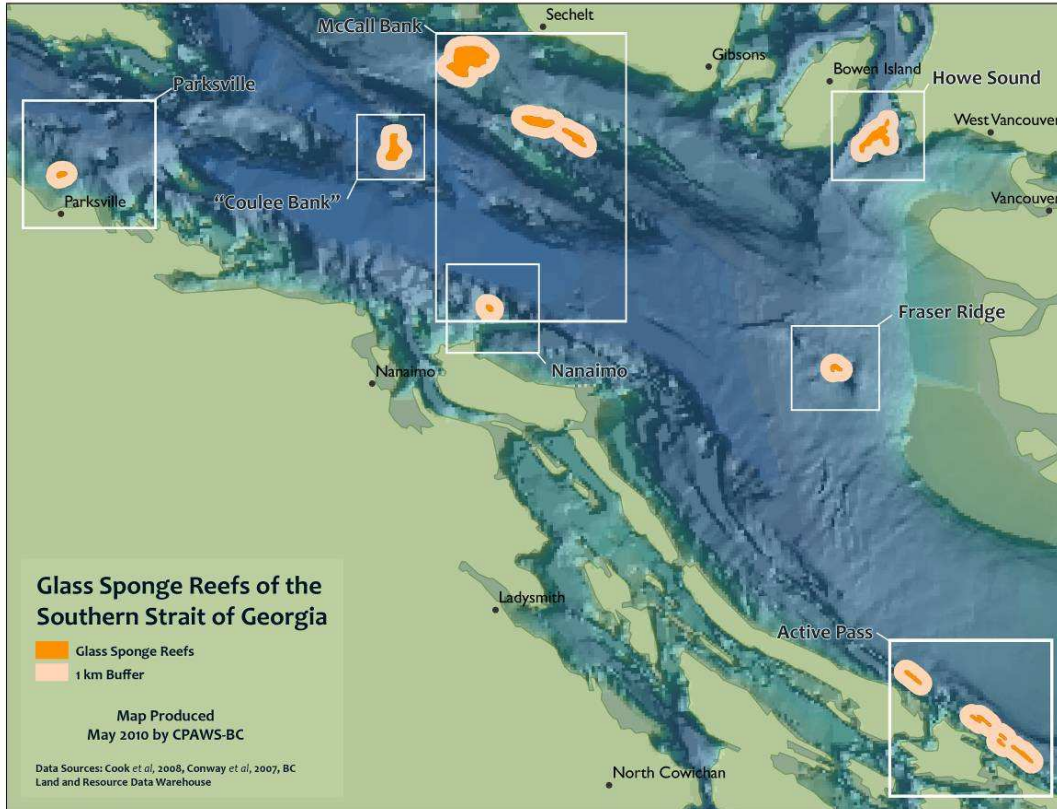 Sechelt
McCall Bank
Gibsons
Bowen Island
Howe Sound
Parksville
West Vancouver
"Coulee Bank"
Parksville
Vancouver
Fraser Ridge
Nanaimo
Nanaimo
Glass Sponge Reefs of the
Southern Strait of Georgia
Glass Sponge Reefs
1 km Buffer
Map Produced
May 2010 by CPAWS-BC
Data Sources: Cook et al, 2008, Conway et al, 2007, BC
Land and Resource Data Warehouse
Ladysmith
Active Pass
North Cowichan